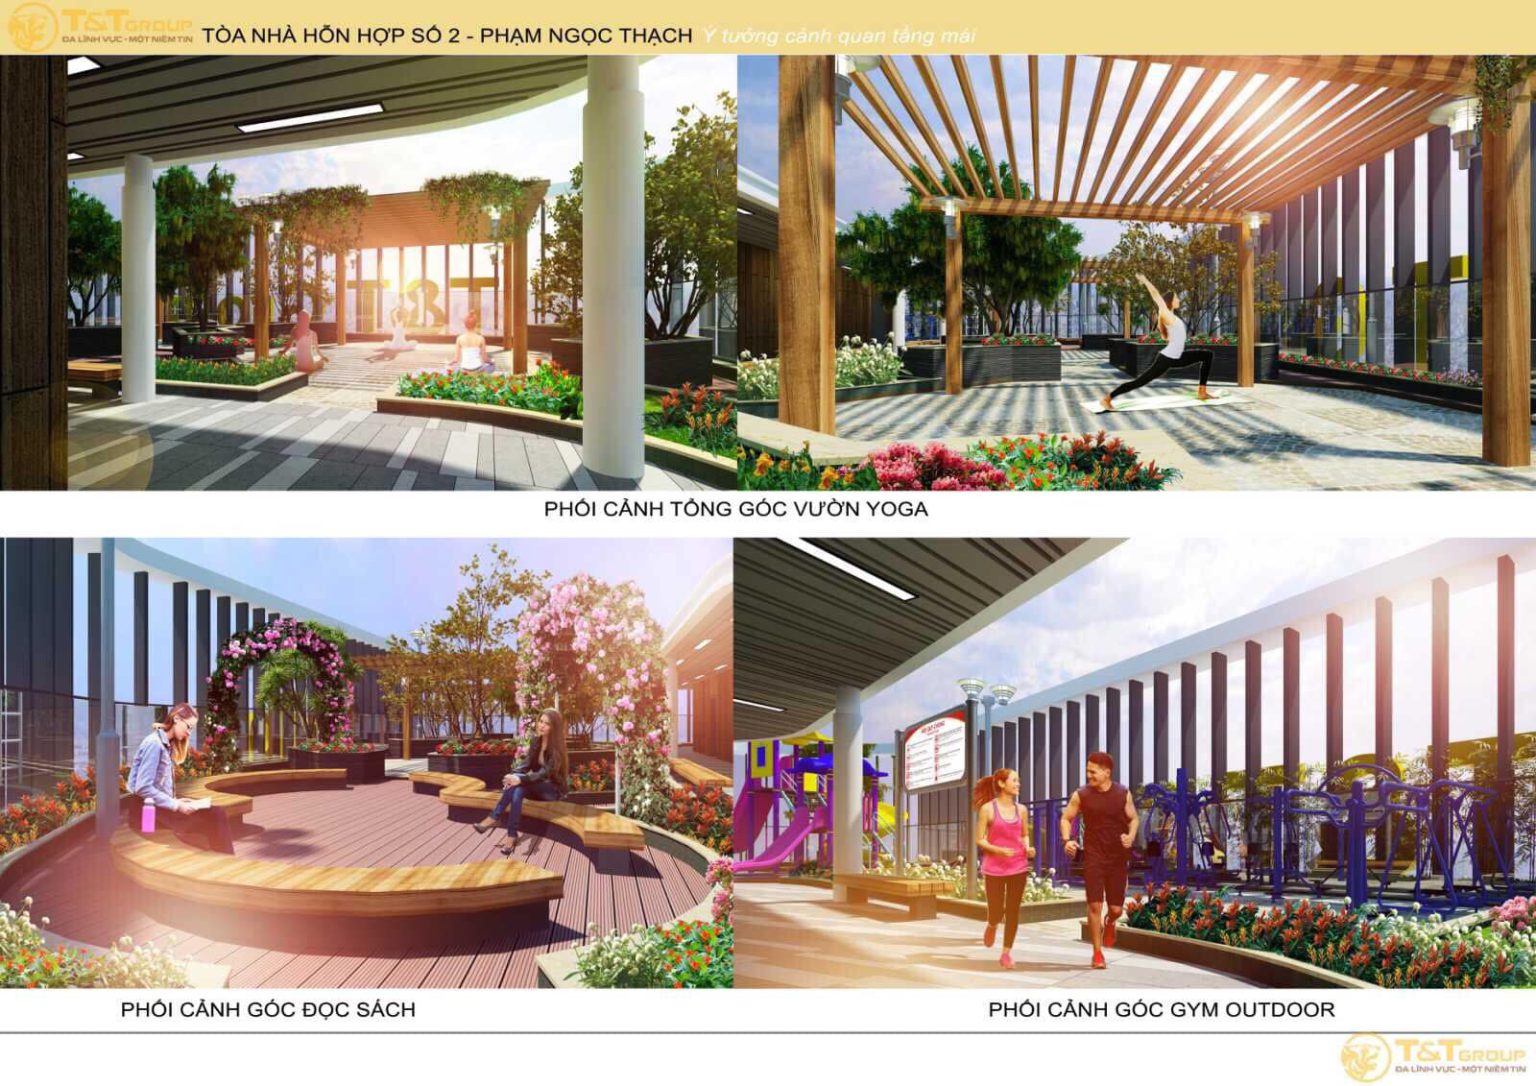 T&T GROUP
ĐA LĨNH VỰC - MỘT NIỀM TIN
TÒA NHÀ HỖN HỢP SỐ 2 - PHẠM NGỌC THẠCH Ý tưởng cảnh quan tầng mái
T&T
PHỐI CẢNH TỔNG GÓC VƯỜN YOGA
PHỐI CẢNH GÓC ĐỌC SÁCH
PHỐI CẢNH GÓC GYM OUTDOOR
T&T GROUP
ĐA LĨNH VỰC - MỘT NIỀM TIN